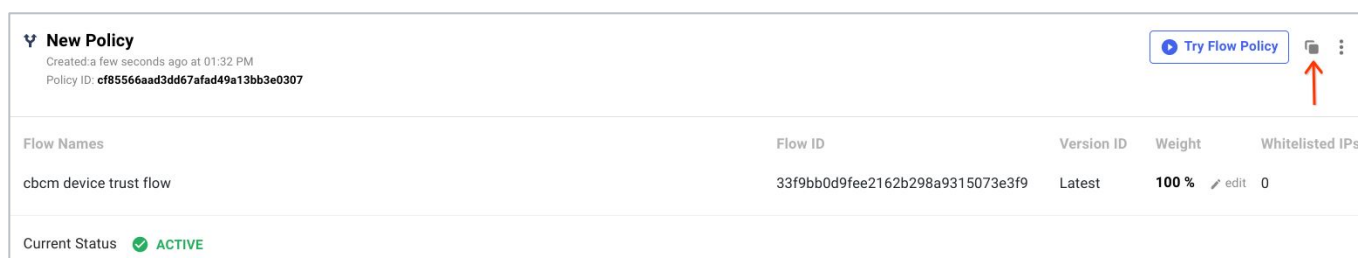 New Policy
Try Flow Policy
Created:a few seconds ago at 01:32 PM
Policy ID: cf85566aad3dd67afad49a13bb3e0307
Flow Names Flow ID Version ID Weight Whitelisted IPs
cbcm device trust flow 33f9bb0d9fee2162b298a9315073e3f9 Latest 100 % edit 0
Current Status ACTIVE